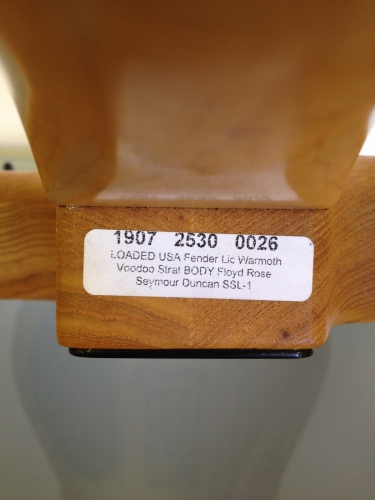 1907 2530 0026
LOADED USA Fender Lic Warmoth
Voodoo Strat BODY Floyd Rose
Seymour Duncan SSL-1